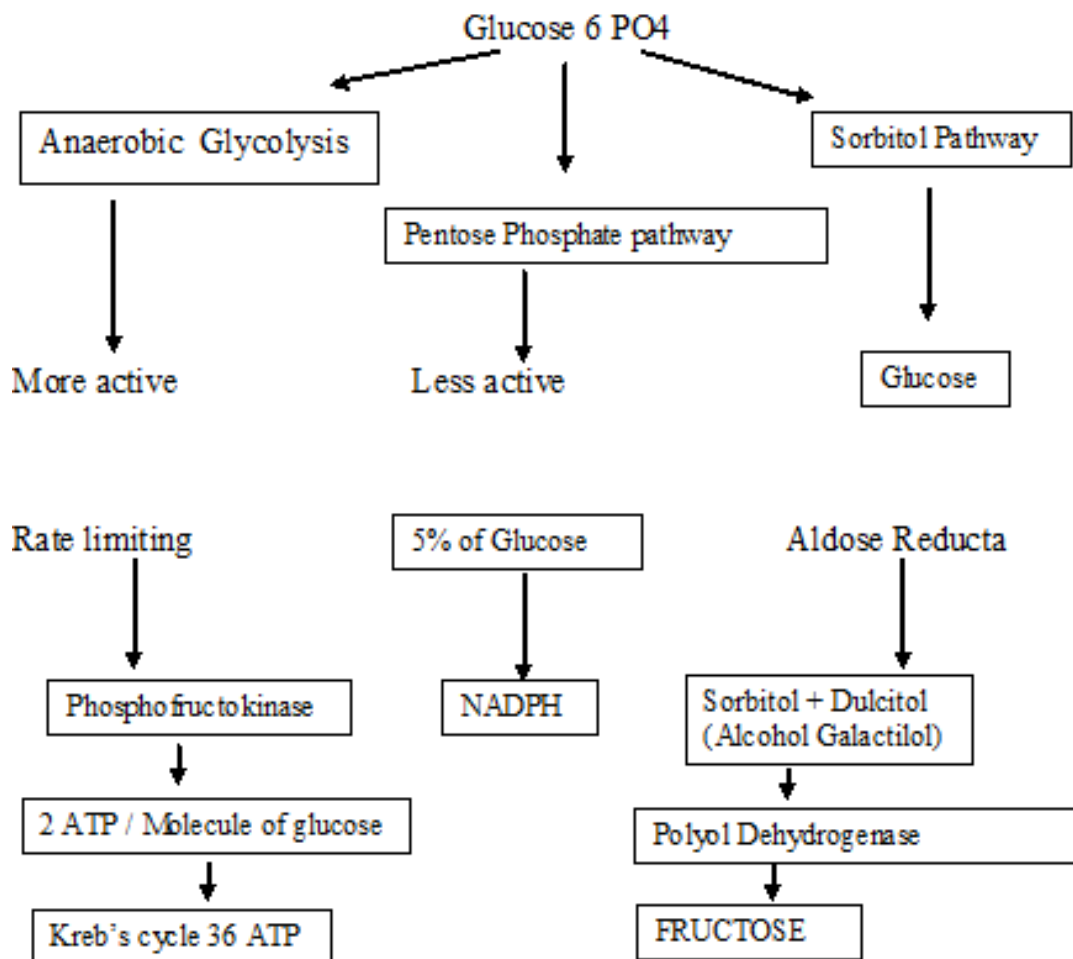 Glucose 6 PO4
Anaerobic Glycolysis
Sorbitol Pathway
Pentose Phosphate pathway
More active
Less active
Glucose
Rate limiting
5% of Glucose
Aldose Reducta
Phosphofructokinase
NADPH
Sorbitol + Dulcitol
(Alcohol Galactilol)
2 ATP / Molecule of glucose
Polyol Dehydrogenase
Kreb's cycle 36 ATP
FRUCTOSE